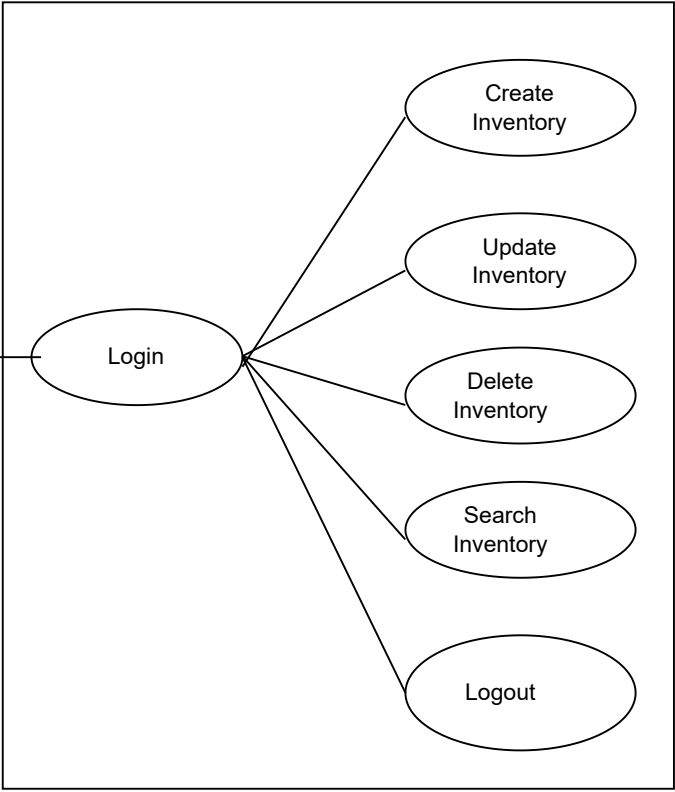 Create
Inventory
Update
Inventory
Login
Delete
Inventory
Search
Inventory
Logout